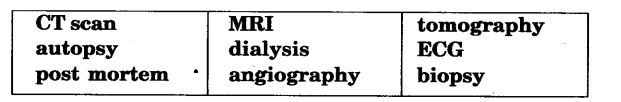 CT scan MRI tomography
autopsy dialysis ECG
post mortem angiography biopsy